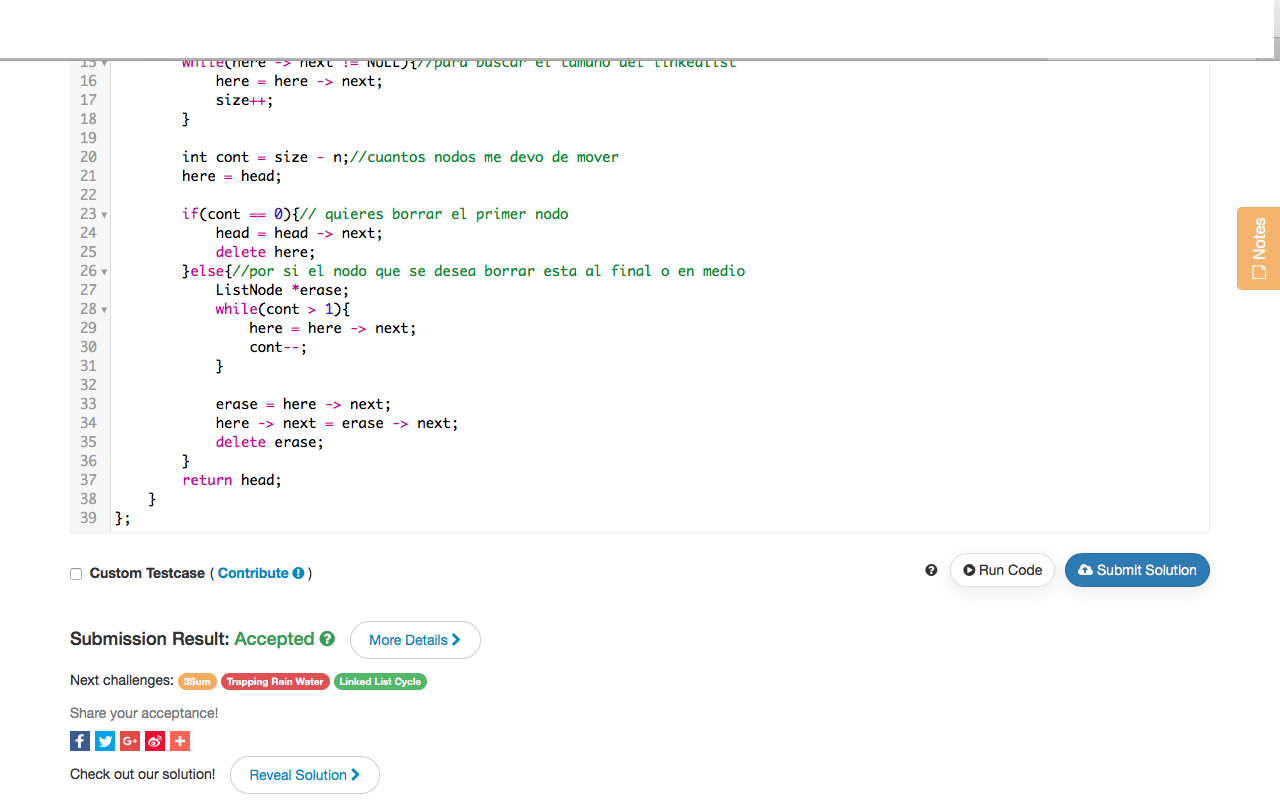 15 while(here -> next != NULL){//para buscar el tamano del linkedlist
16 here = here -> next;
17 size++;
18 }
19
20 int cont = size - n;//cuantos nodos me devo de mover
21 here = head;
22
23 if(cont == 0){// quieres borrar el primer nodo
24 head = head -> next;
25 delete here;
26 }else{//por si el nodo que se desea borrar esta al final o en medio
27 ListNode *erase;
28 while(cont > 1){
29 here = here -> next;
30 cont--;
31 }
32
33 erase = here -> next;
34 here -> next = erase -> next;
35 delete erase;
36 }
37 return head;
38 }
39 };
Notes
Custom Testcase ( Contribute )
Run Code
Submit Solution
Submission Result: Accepted
More Details
Next challenges: 3Sum Trapping Rain Water Linked List Cycle
Share your acceptance!
Check out our solution!
Reveal Solution